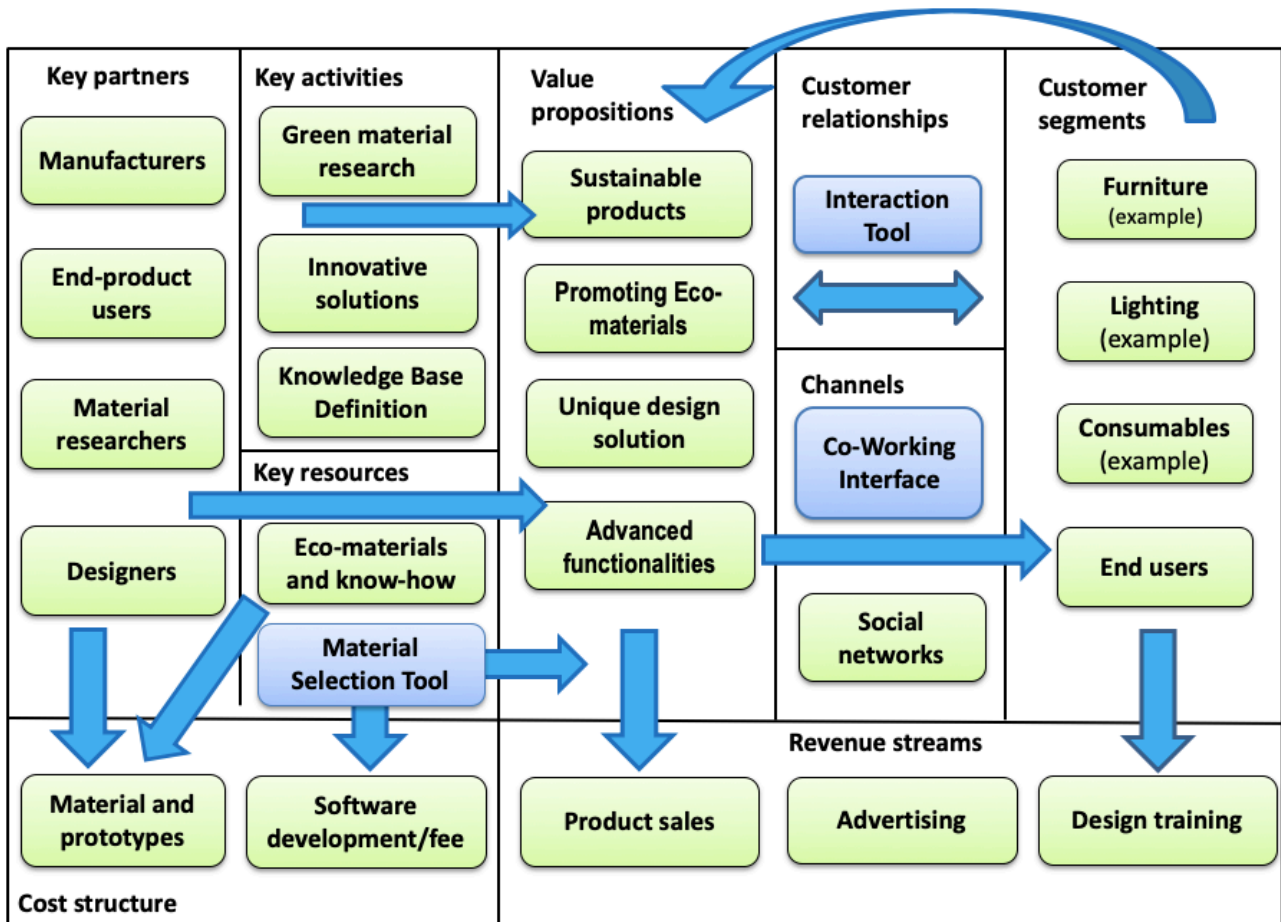 Key partners
Manufacturers
End-product
users
Material
researchers
Designers
Key activities
Green material
research
Innovative
solutions
Knowledge Base
Definition
Key resources
Eco-materials
and know-how
Material
Selection Tool
Value
propositions
Sustainable
products
Promoting Eco-
materials
Unique design
solution
Advanced
functionalities
Customer
relationships
Interaction
Tool
Channels
Co-Working
Interface
Social
networks
Customer
segments
Furniture
(example)
Lighting
(example)
Consumables
(example)
End users
Material and
prototypes
Software
development/fee
Cost structure
Revenue streams
Product sales
Advertising
Design training